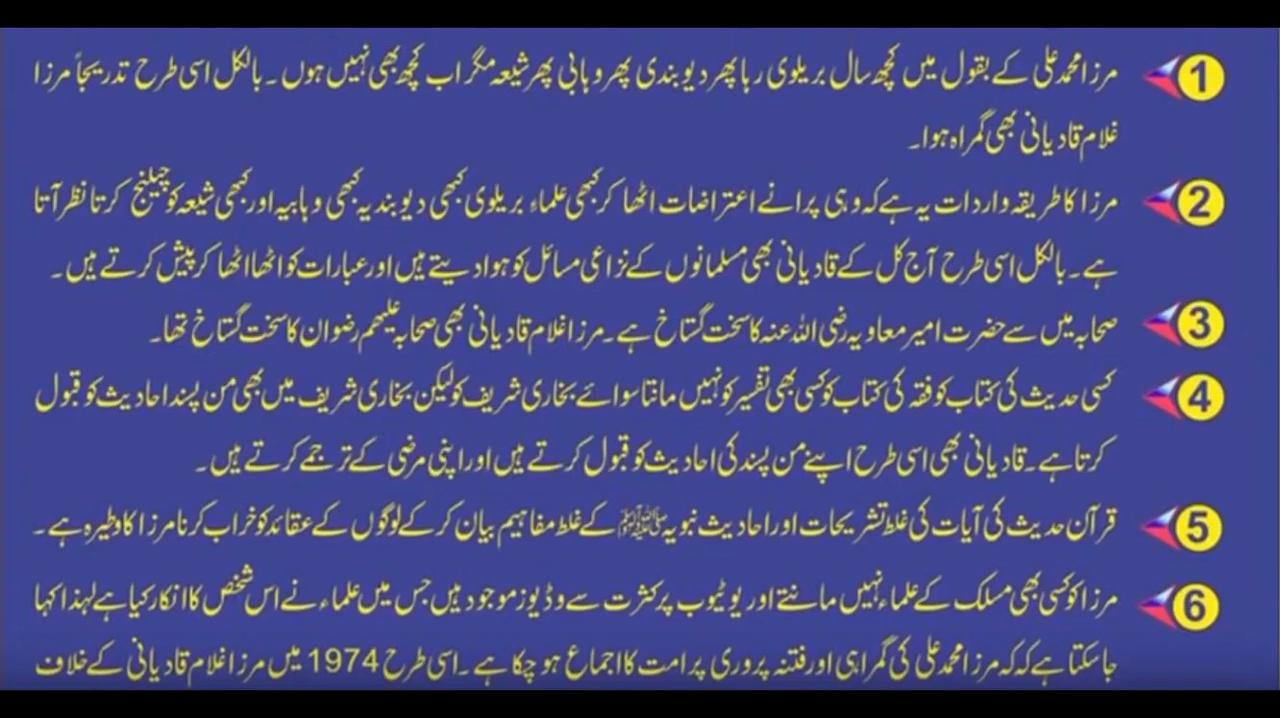 1 مرزا محمد علی کے بقول میں کچھ سال بریلوی رہا پھر دیوبندی پھر وہابی پھر شیعہ مگر اب کچھ بھی نہیں ہوں۔ بالکل اسی طرح تدریجاً مرزا
غلام قادیانی بھی گمراہ ہوا۔
2 مرزا کا طریقہ واردات یہ ہے کہ وہی پرانے اعتراضات اٹھا کر کبھی علماء بریلوی کبھی دیوبندیہ کبھی وہابیہ اور کبھی شیعہ کو چیلنج کرتا نظر آتا
ہے۔ بالکل اسی طرح آج کل کے قادیانی بھی مسلمانوں کے نزاعی مسائل کو ہوا دیتے ہیں اور عبارات کو اٹھا اٹھا کر پیش کرتے ہیں۔
3 صحابہ میں سے حضرت امیر معاویہ رضی اللہ عنہ کا سخت گستاخ ہے۔ مرزا غلام قادیانی بھی صحابہ علیھم رضوان کا سخت گستاخ تھا۔
4 کسی حدیث کی کتاب کو فقہ کی کتاب کو کسی بھی تفسیر کو نہیں مانتا سوائے بخاری شریف کو لیکن بخاری شریف میں بھی من پسند احادیث کو قبول
کرتا ہے۔ قادیانی بھی اسی طرح اپنے من پسند کی احادیث کو قبول کرتے ہیں اور اپنی مرضی کے ترجمے کرتے ہیں۔
5 قرآن حدیث کی آیات کی غلط تشریحات اور احادیث نبویہ ﷺ کے غلط مفاہیم بیان کر کے لوگوں کے عقائد کو خراب کرنا مرزا کا وطیرہ ہے۔
6 مرزا کو کسی بھی مسلک کے علماء نہیں مانتے اور یوٹیوب پر کثرت سے وڈیوز موجود ہیں جس میں علماء نے اس شخص کا انکار کیا ہے لہذا کہا
جا سکتا ہے کہ کہ مرزا محمد علی کی گمراہی اور فتنہ پروری پر امت کا اجماع ہو چکا ہے۔ اسی طرح 1974 میں مرزا غلام قادیانی کے خلاف